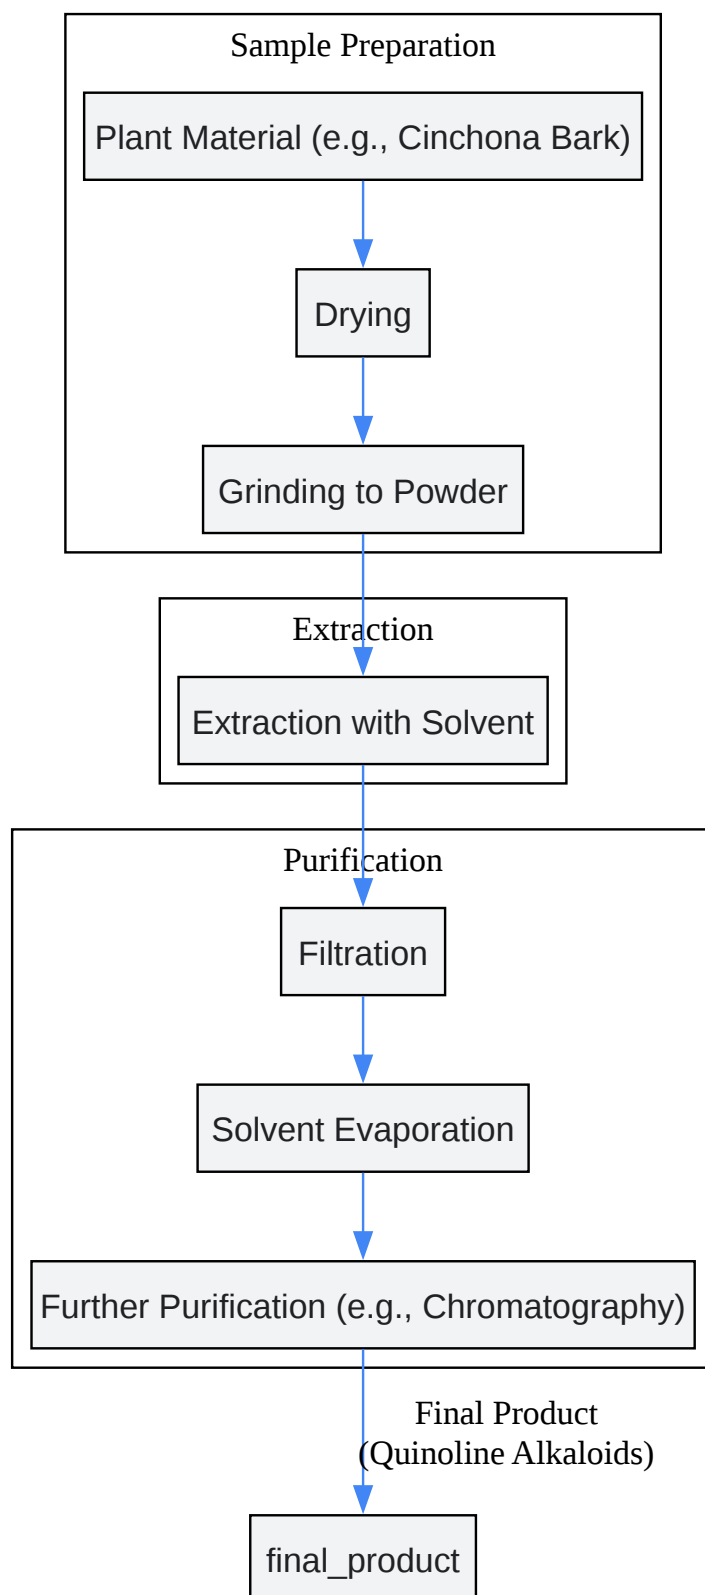 Sample Preparation
Plant Material (e.g., Cinchona Bark)
Drying
Grinding to Powder
Extraction
Extraction with Solvent
Purification
Filtration
Solvent Evaporation
Further Purification (e.g., Chromatography)
Final Product
(Quinoline Alkaloids)
final_product